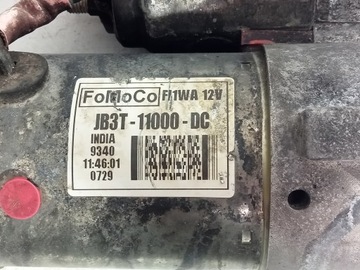 FoMoCo F11WA 12V
JB3T-11000-DC
INDIA
9340
11:46:01
0729